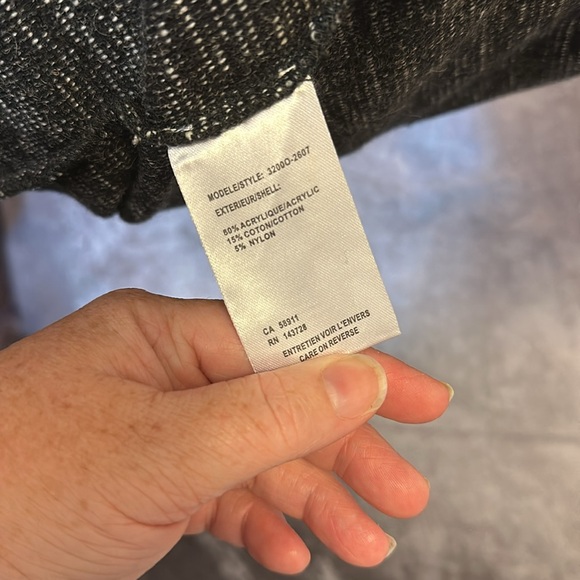 MODELE/STYLE: 3200O-2607
EXTERIEUR/SHELL:
80% ACRYLIQUE/ACRYLIC
15% COTON/COTTON
5% NYLON
CA 58911
RN 143728
ENTRETIEN VOIR L'ENVERS
CARE ON REVERSE